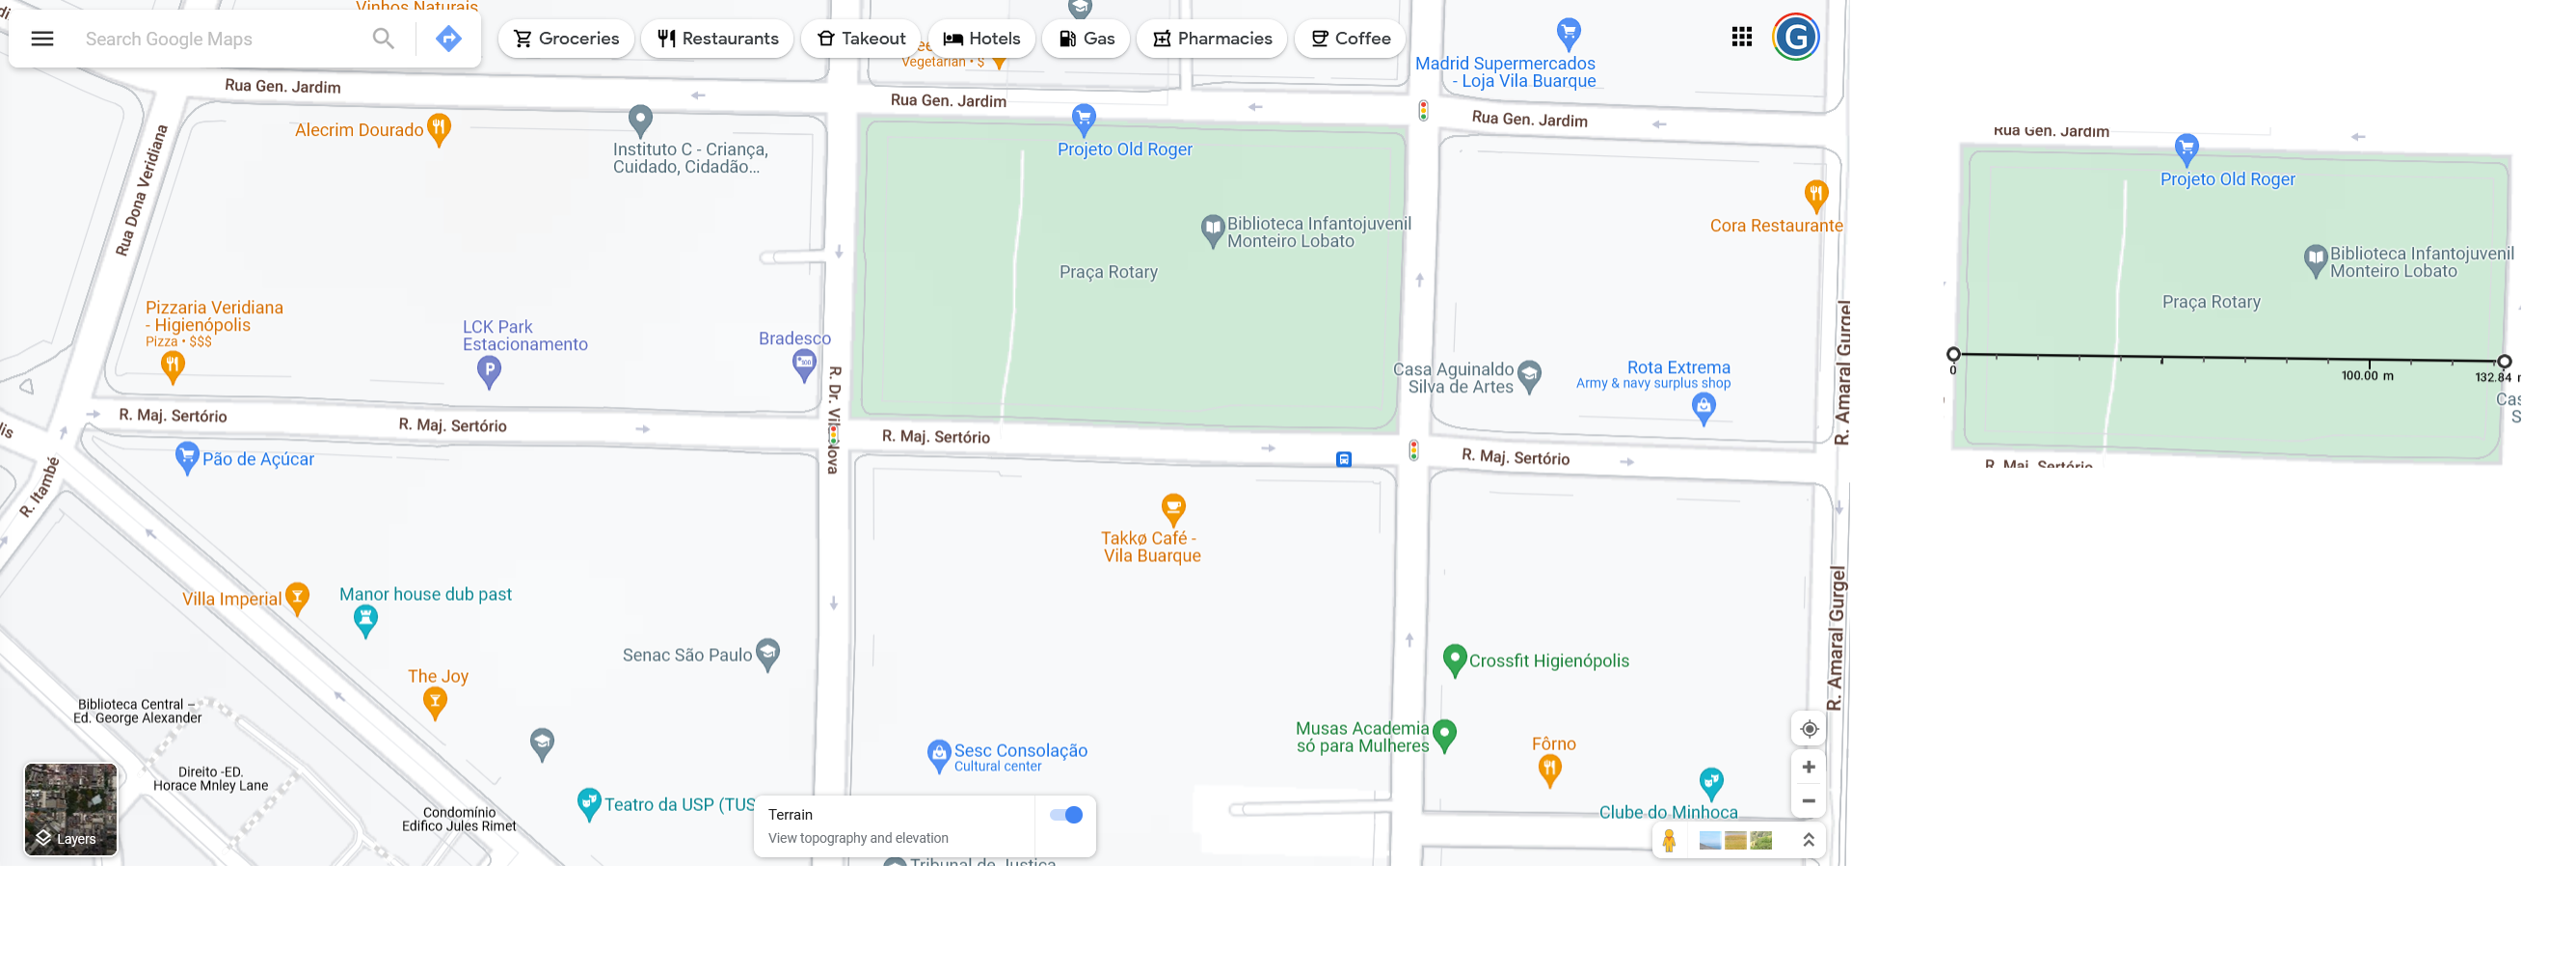 Vinhos Naturais
Search Google Maps
Groceries
Restaurants
Takeout
Hotels
Gas
Pharmacies
Coffee
G
Vegetarian • $
Madrid Supermercados
- Loja Vila Buarque
Rua Gen. Jardim
Rua Gen. Jardim
Rua Gen. Jardim
Alecrim Dourado
Instituto C - Criança,
Cuidado, Cidadão...
Projeto Old Roger
Rua Dona Veridiana
Biblioteca Infantojuvenil
Monteiro Lobato
Cora Restaurante
Praça Rotary
Pizzaria Veridiana
- Higienópolis
Pizza • $$$
LCK Park
Estacionamento
P
Bradesco
R. Dr. Vila Nova
Casa Aguinaldo
Silva de Artes
Rota Extrema
Army & navy surplus shop
R. Amaral Gurgel
R. Maj. Sertório
R. Maj. Sertório
R. Maj. Sertório
R. Maj. Sertório
Pão de Açúcar
R. Itambé
Takkø Café -
Vila Buarque
Villa Imperial
Manor house dub past
Senac São Paulo
Crossfit Higienópolis
R. Amaral Gurgel
The Joy
Biblioteca Central –
Ed. George Alexander
Musas Academia
só para Mulheres
Fôrno
Sesc Consolação
Cultural center
Direito -ED.
Horace Mnley Lane
Teatro da USP (TUS
Condomínio
Edifico Jules Rimet
Clube do Minhoca
Layers
Terrain
View topography and elevation
Tribunal de Justiça
Rua Gen. Jardim
Projeto Old Roger
Biblioteca Infantojuvenil
Monteiro Lobato
Praça Rotary
0
100.00 m
132.84
Cas
S
R. Maj. Sertório